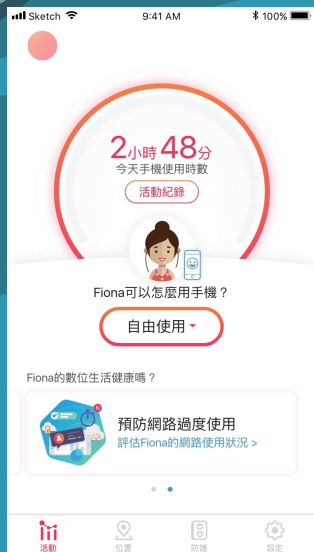 Sketch 9:41 AM 100%
2小時48分
今天手機使用時數
活動紀錄
Fiona可以怎麼用手機？
自由使用
Fiona的數位生活健康嗎？
預防網路過度使用
評估Fiona的網路使用狀況 >
活動 位置 防護 設定